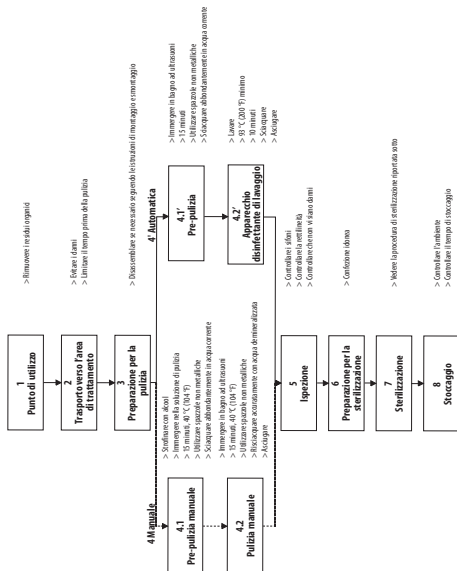 1
Punto di utilizzo
> Rimuovere i residui organici
2
Trasporto verso l'area
di trattamento
> Evitare i danni
> Limitare il tempo prima della pulizia
3
Preparazione per la
pulizia
> Disassemblare se necessario seguendo le istruzioni di montaggio e smontaggio
4 Manuale
4.1
Pre-pulizia manuale
> Strofinare con alcool
> Immergere nella soluzione di pulizia
> 15 minuti, 40 °C (104 °F)
> Utilizzare spazzole non metalliche
> Sciacquare abbondantemente in acqua corrente
4.2
Pulizia manuale
> Immergere in bagno ad ultrasuoni
> 15 minuti, 40 °C (104 °F)
> Utilizzare spazzole non metalliche
> Risciacquare accuratamente con acqua demineralizzata
> Asciugare
4' Automatica
4.1'
Pre-pulizia
> Immergere in bagno ad ultrasuoni
> 15 minuti
> Utilizzare spazzole non metalliche
> Sciacquare abbondantemente in acqua corrente
4.2'
Apparecchio
disinfettante di lavaggio
> Lavare
> 93 °C (200 °F) minimo
> 10 minuti
> Sciacquare
> Asciugare
5
Ispezione
> Controllare i siloni
> Controllare la rettilineità
> Controllare che non vi siano danni
6
Preparazione per la
sterilizzazione
> Confezione idonea
7
Sterilizzazione
> Vedere la procedura di sterilizzazione riportata sotto
8
Stoccaggio
> Controllare l'ambiente
> Controllare il tempo di stoccaggio